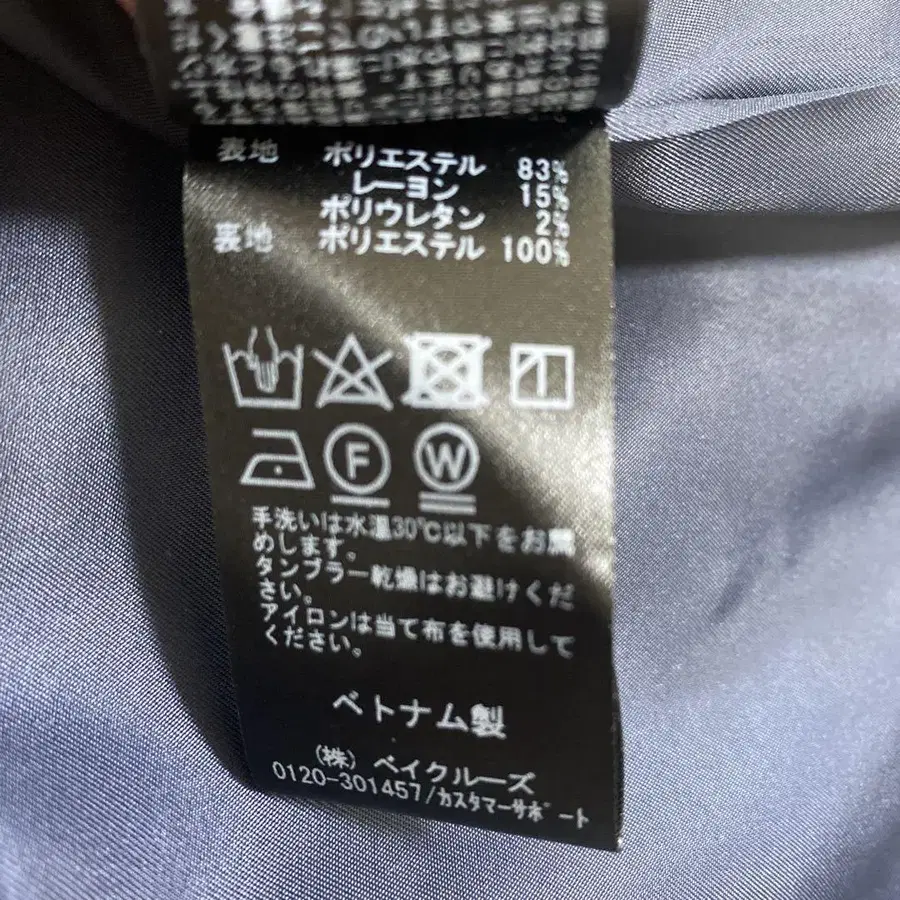 表地 ポリエステル 83%
レーヨン 15%
ポリウレタン 2%
裏地 ポリエステル 100%
F W
手洗いは水温30℃以下をお薦
めします。
タンブラー乾燥はお避けくだ
さい。
アイロンは当て布を使用して
ください。
ベトナム製
(株) ベイクルーズ
0120-301457/カスタマーサポート